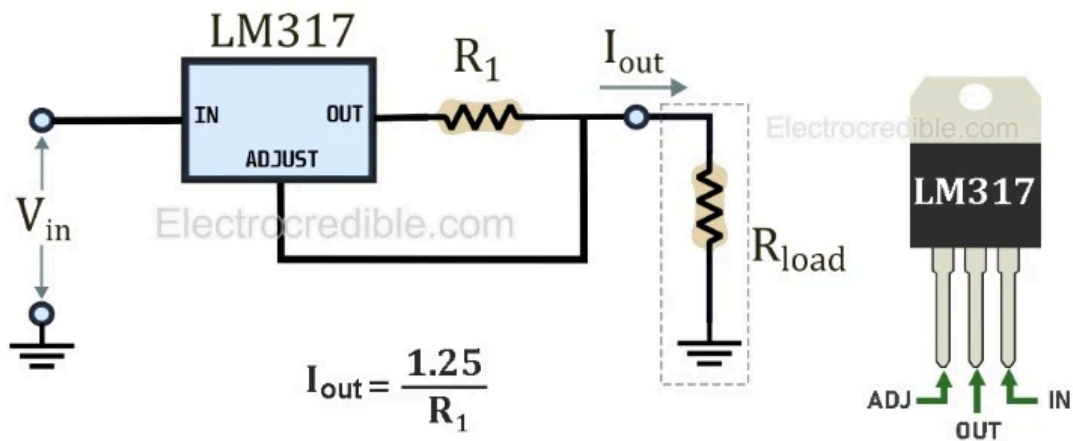 LM317
R1
Iout
IN
OUT
ADJUST
Vin
Electrocredible.com
Rload
Iout = 1.25
R1
Electrocredible.com
LM317
ADJ
OUT
IN